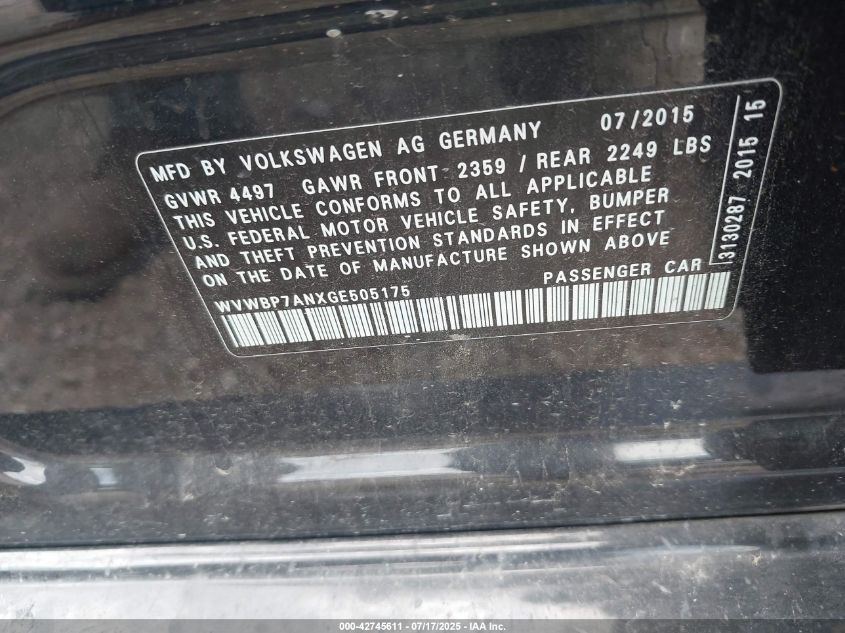 MFD BY VOLKSWAGEN AG GERMANY 07/2015
GVWR 4497 GAWR FRONT 2359 / REAR 2249 LBS
THIS VEHICLE CONFORMS TO ALL APPLICABLE
U.S. FEDERAL MOTOR VEHICLE SAFETY, BUMPER
AND THEFT PREVENTION STANDARDS IN EFFECT
ON THE DATE OF MANUFACTURE SHOWN ABOVE
WVWBP7ANXGE505175 PASSENGER CAR
3130287 2015 15
000-42745611 - 07/17/2025 - IAA Inc.